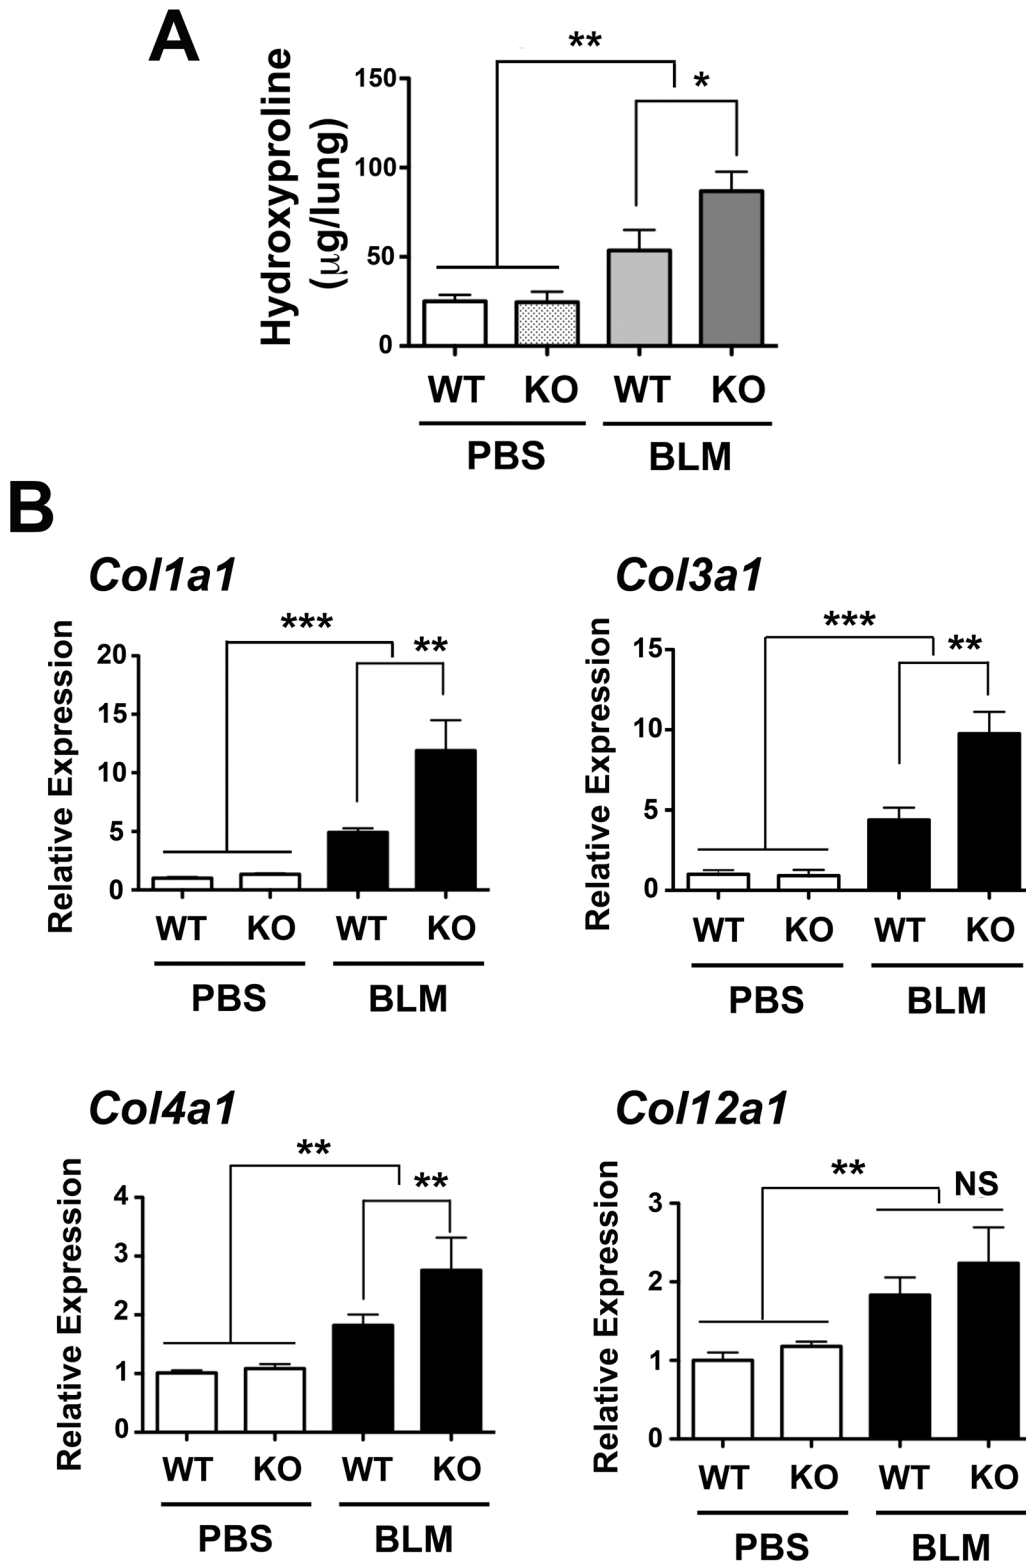 A
Hydroxyproline
(μg/lung)
150
100
50
0
**
*
WT KO WT KO
PBS BLM
B
Col1a1
Relative Expression
20
15
10
5
0
***
**
WT KO WT KO
PBS BLM
Col3a1
Relative Expression
15
10
5
0
***
**
WT KO WT KO
PBS BLM
Col4a1
Relative Expression
4
3
2
1
0
**
**
WT KO WT KO
PBS BLM
Col12a1
Relative Expression
3
2
1
0
**
NS
WT KO WT KO
PBS BLM